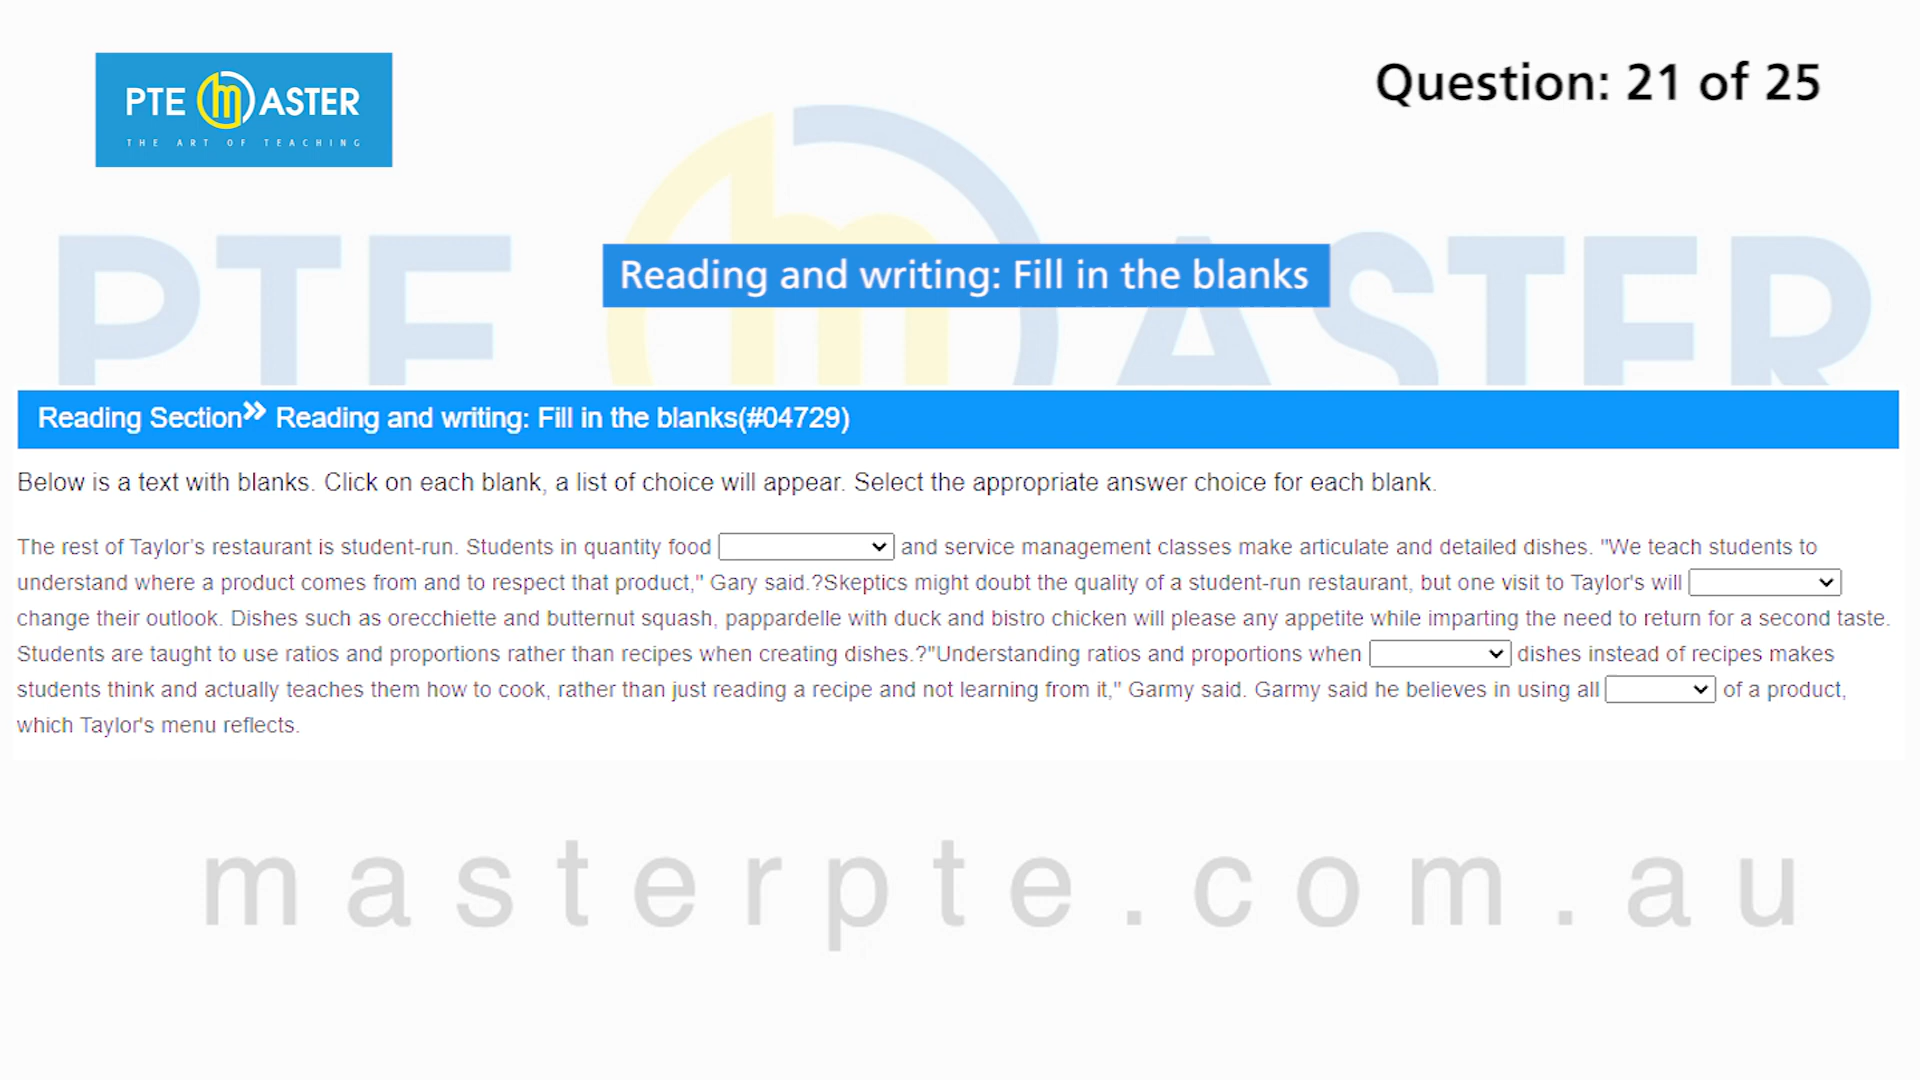 PTE MASTER
THE ART OF TEACHING
Question: 21 of 25
PTE MASTER
Reading and writing: Fill in the blanks
Reading Section» Reading and writing: Fill in the blanks(#04729)
Below is a text with blanks. Click on each blank, a list of choice will appear. Select the appropriate answer choice for each blank.
The rest of Taylor's restaurant is student-run. Students in quantity food and service management classes make articulate and detailed dishes. "We teach students to
understand where a product comes from and to respect that product," Gary said.?Skeptics might doubt the quality of a student-run restaurant, but one visit to Taylor's will
change their outlook. Dishes such as orecchiette and butternut squash, pappardelle with duck and bistro chicken will please any appetite while imparting the need to return for a second taste.
Students are taught to use ratios and proportions rather than recipes when creating dishes.?"Understanding ratios and proportions when dishes instead of recipes makes
students think and actually teaches them how to cook, rather than just reading a recipe and not learning from it," Garmy said. Garmy said he believes in using all of a product,
which Taylor's menu reflects.
masterpte.com.au